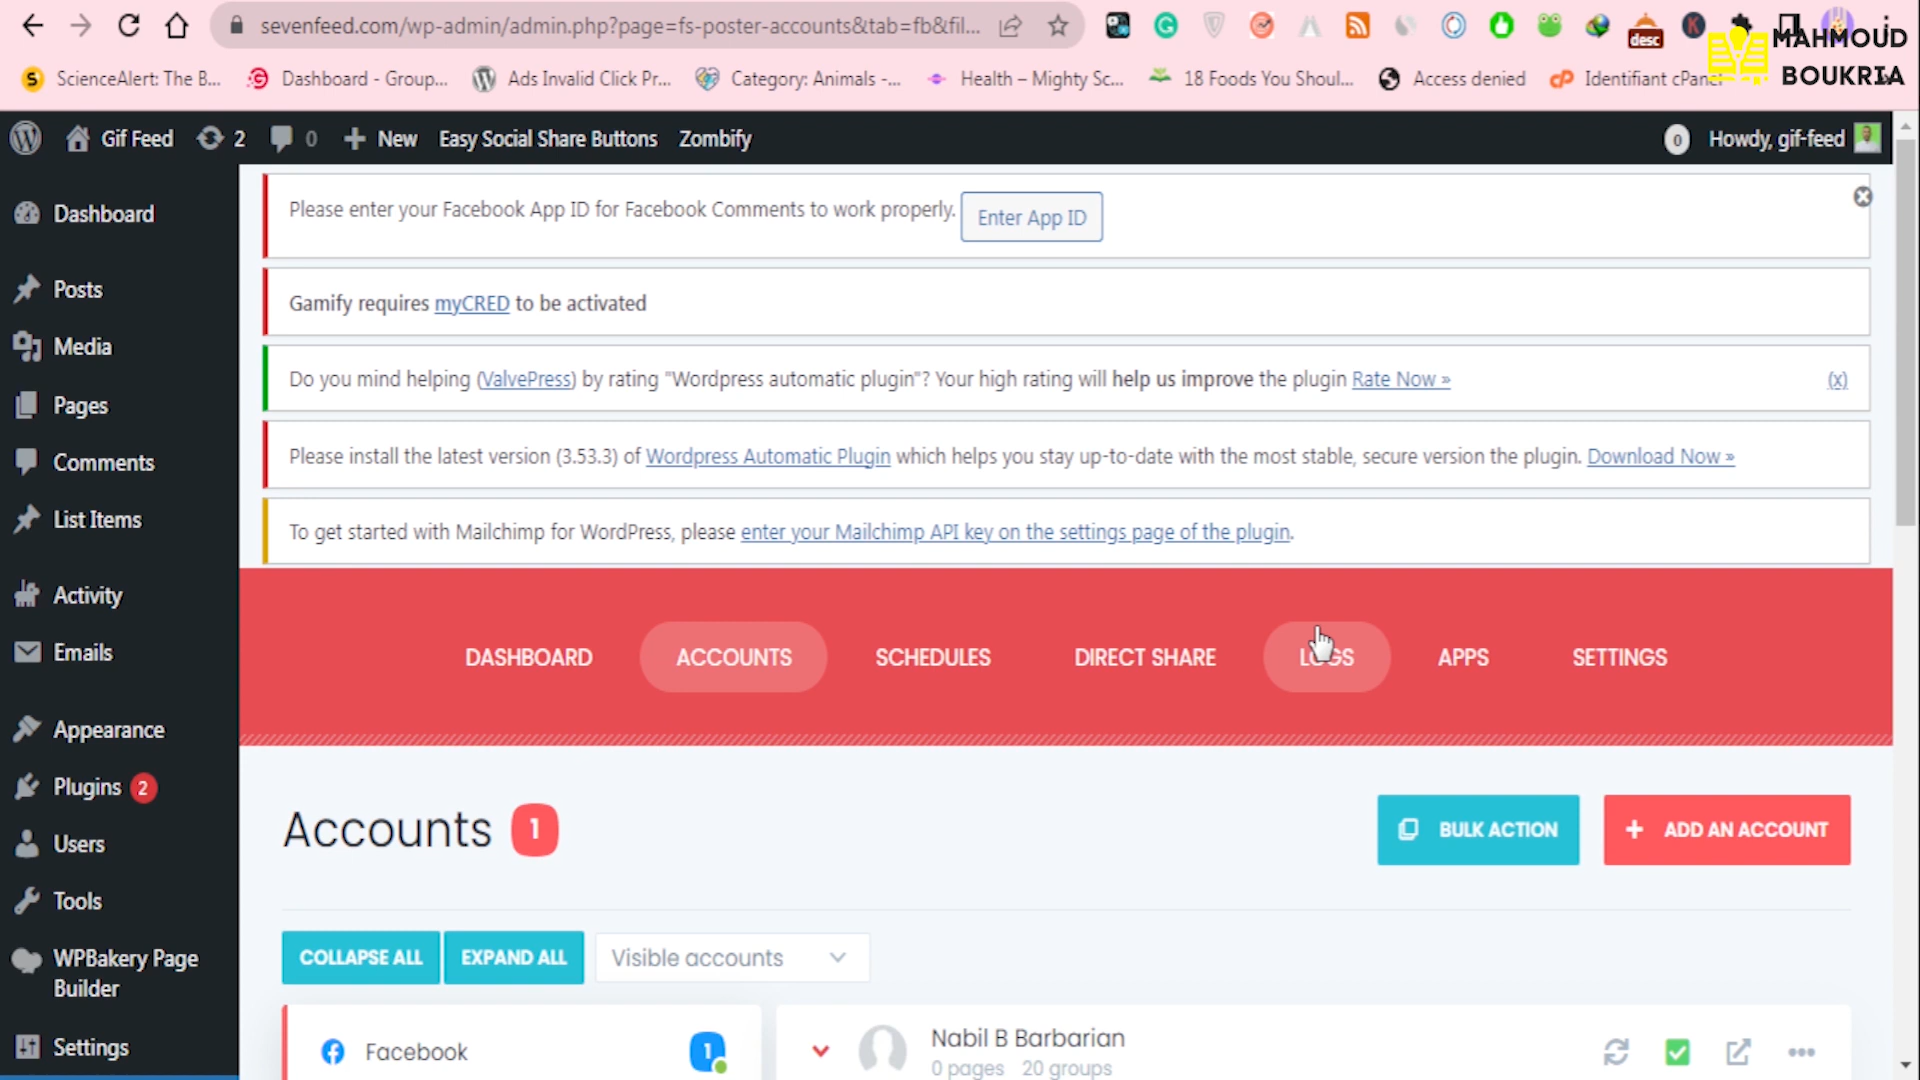 sevenfeed.com/wp-admin/admin.php?page=fs-poster-accounts&tab=fb&fil...
desc
MAHMOUD
BOUKRIA
ScienceAlert: The B...
Dashboard - Group...
Ads Invalid Click Pr...
Category: Animals -...
Health – Mighty Sc...
18 Foods You Shoul...
Access denied
Identifiant cPanel
Gif Feed
2
0
New
Easy Social Share Buttons
Zombify
0
Howdy, gif-feed
Dashboard
Posts
Media
Pages
Comments
List Items
Activity
Emails
Appearance
Plugins 2
Users
Tools
WPBakery Page
Builder
Settings
Please enter your Facebook App ID for Facebook Comments to work properly. Enter App ID
Gamify requires myCRED to be activated
Do you mind helping (ValvePress) by rating "Wordpress automatic plugin"? Your high rating will help us improve the plugin Rate Now »
(x)
Please install the latest version (3.53.3) of Wordpress Automatic Plugin which helps you stay up-to-date with the most stable, secure version the plugin. Download Now »
To get started with Mailchimp for WordPress, please enter your Mailchimp API key on the settings page of the plugin.
DASHBOARD
ACCOUNTS
SCHEDULES
DIRECT SHARE
LOGS
APPS
SETTINGS
Accounts 1
BULK ACTION
+ ADD AN ACCOUNT
COLLAPSE ALL
EXPAND ALL
Visible accounts
Facebook
1
Nabil B Barbarian
0 pages 20 groups